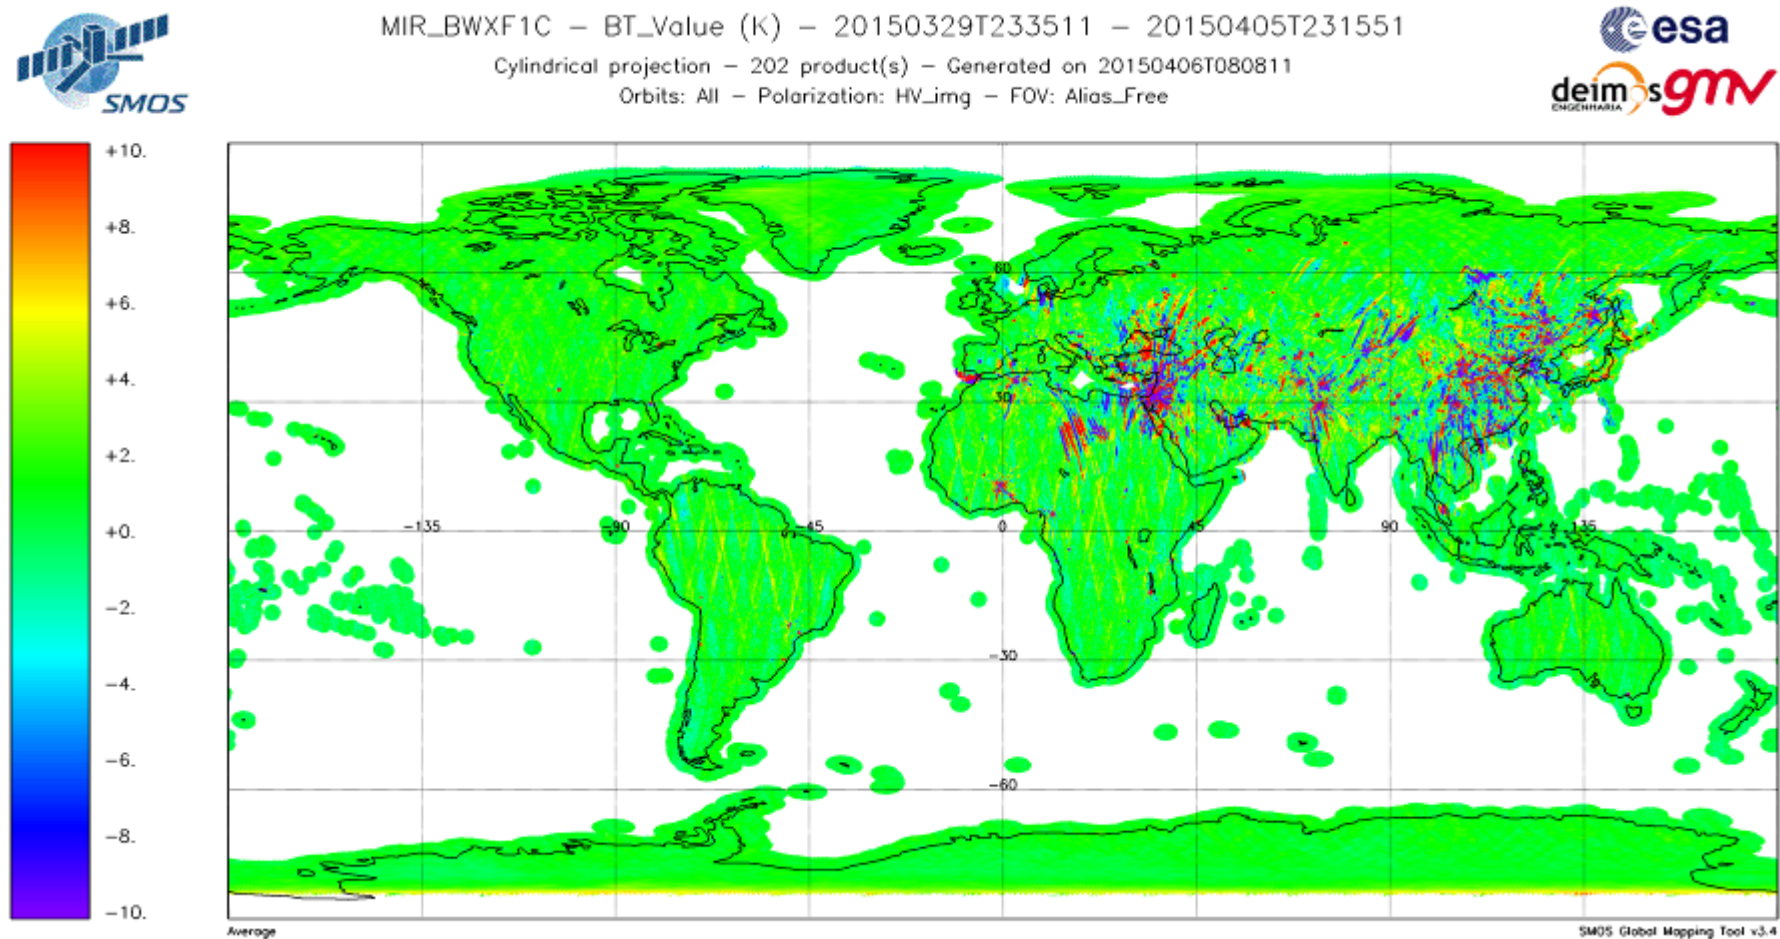 MIR_BWXF1C - BT_Value (K) - 20150329T233511 - 20150405T231551
Cylindrical projection - 202 product(s) - Generated on 20150406T080811
Orbits: All - Polarization: HV_img - FOV: Alias_Free
SMOS
esa
deimos
ENGENHARIA
gmv
+10.
+8.
+6.
+4.
+2.
+0.
-2.
-4.
-6.
-8.
-10.
60
30
-135
-90
-45
0
45
90
90
135
-30
-60
Average
SMOS Global Mapping Tool v3.4